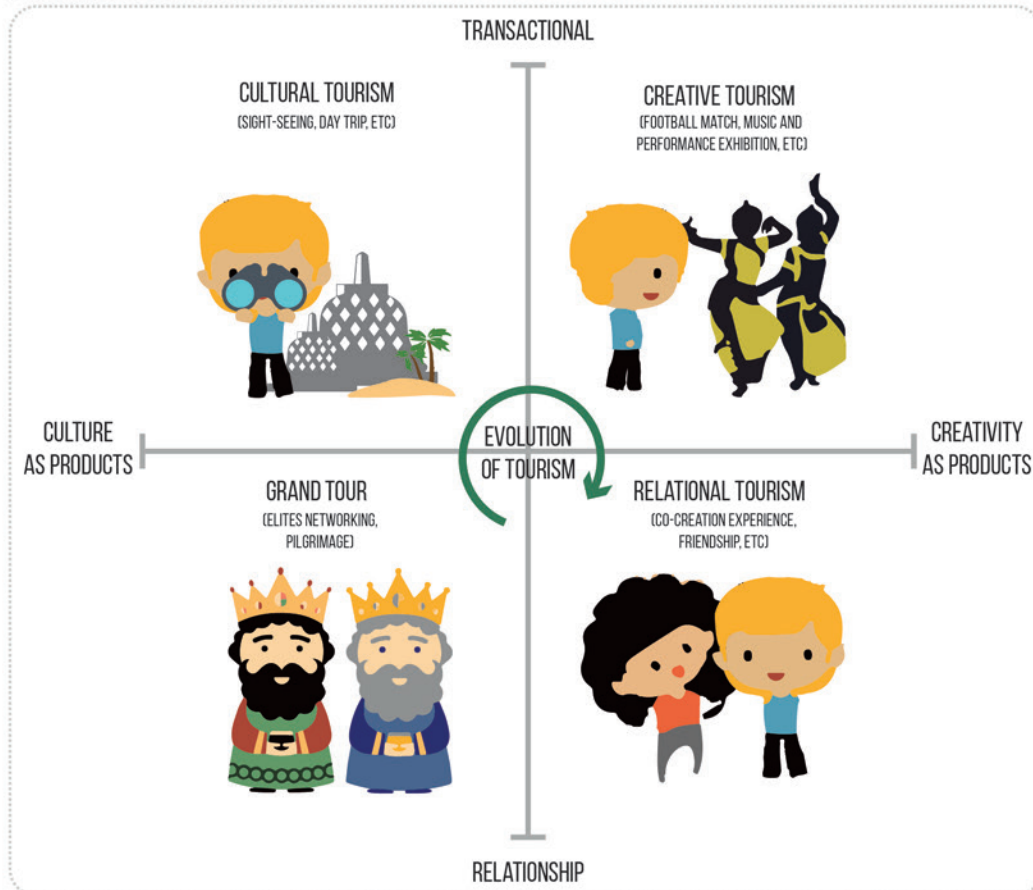 TRANSACTIONAL
CULTURAL TOURISM
(SIGHT-SEEING, DAY TRIP, ETC)
CREATIVE TOURISM
(FOOTBALL MATCH, MUSIC AND
PERFORMANCE EXHIBITION, ETC)
CULTURE
AS PRODUCTS
EVOLUTION
OF TOURISM
CREATIVITY
AS PRODUCTS
GRAND TOUR
(ELITES NETWORKING,
PILGRIMAGE)
RELATIONAL TOURISM
(CO-CREATION EXPERIENCE,
FRIENDSHIP, ETC)
RELATIONSHIP